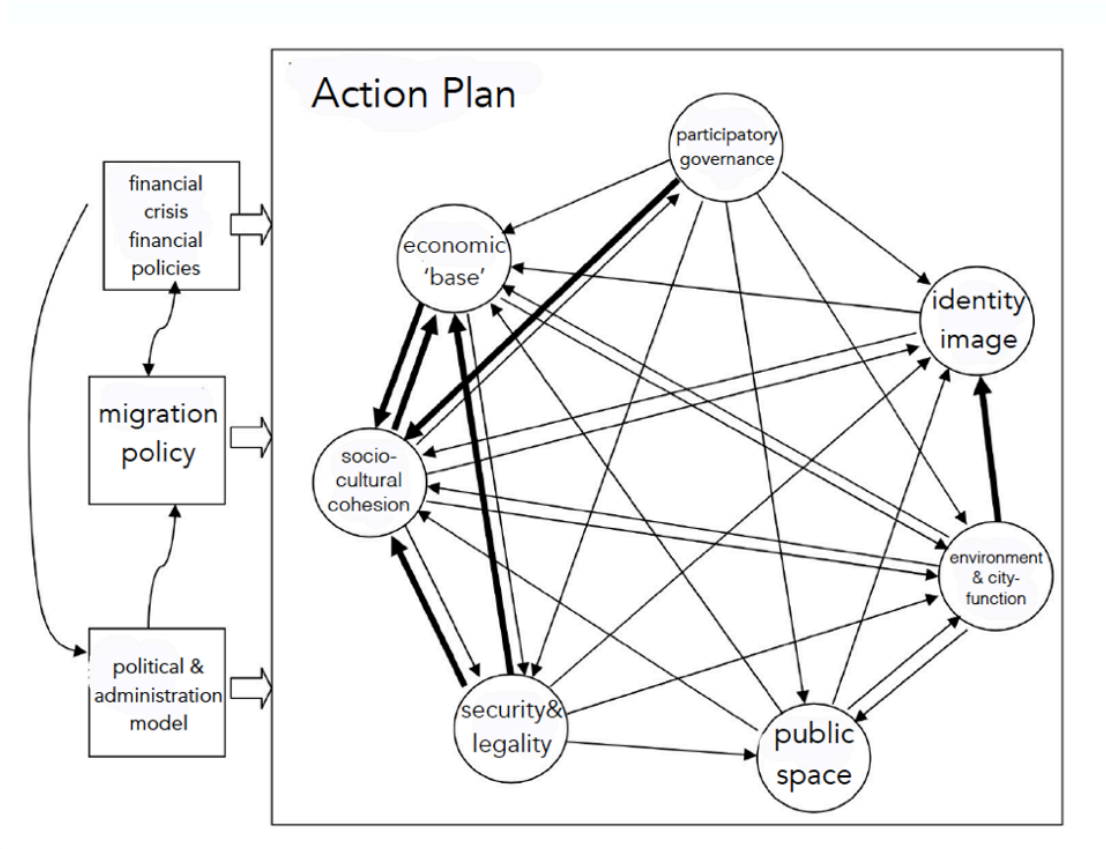 Action Plan
participatory
governance
financial
crisis
financial
policies
economic
‘base’
identity
image
migration
policy
socio-
cultural
cohesion
environment
& city-
function
political &
administration
model
security&
legality
public
space